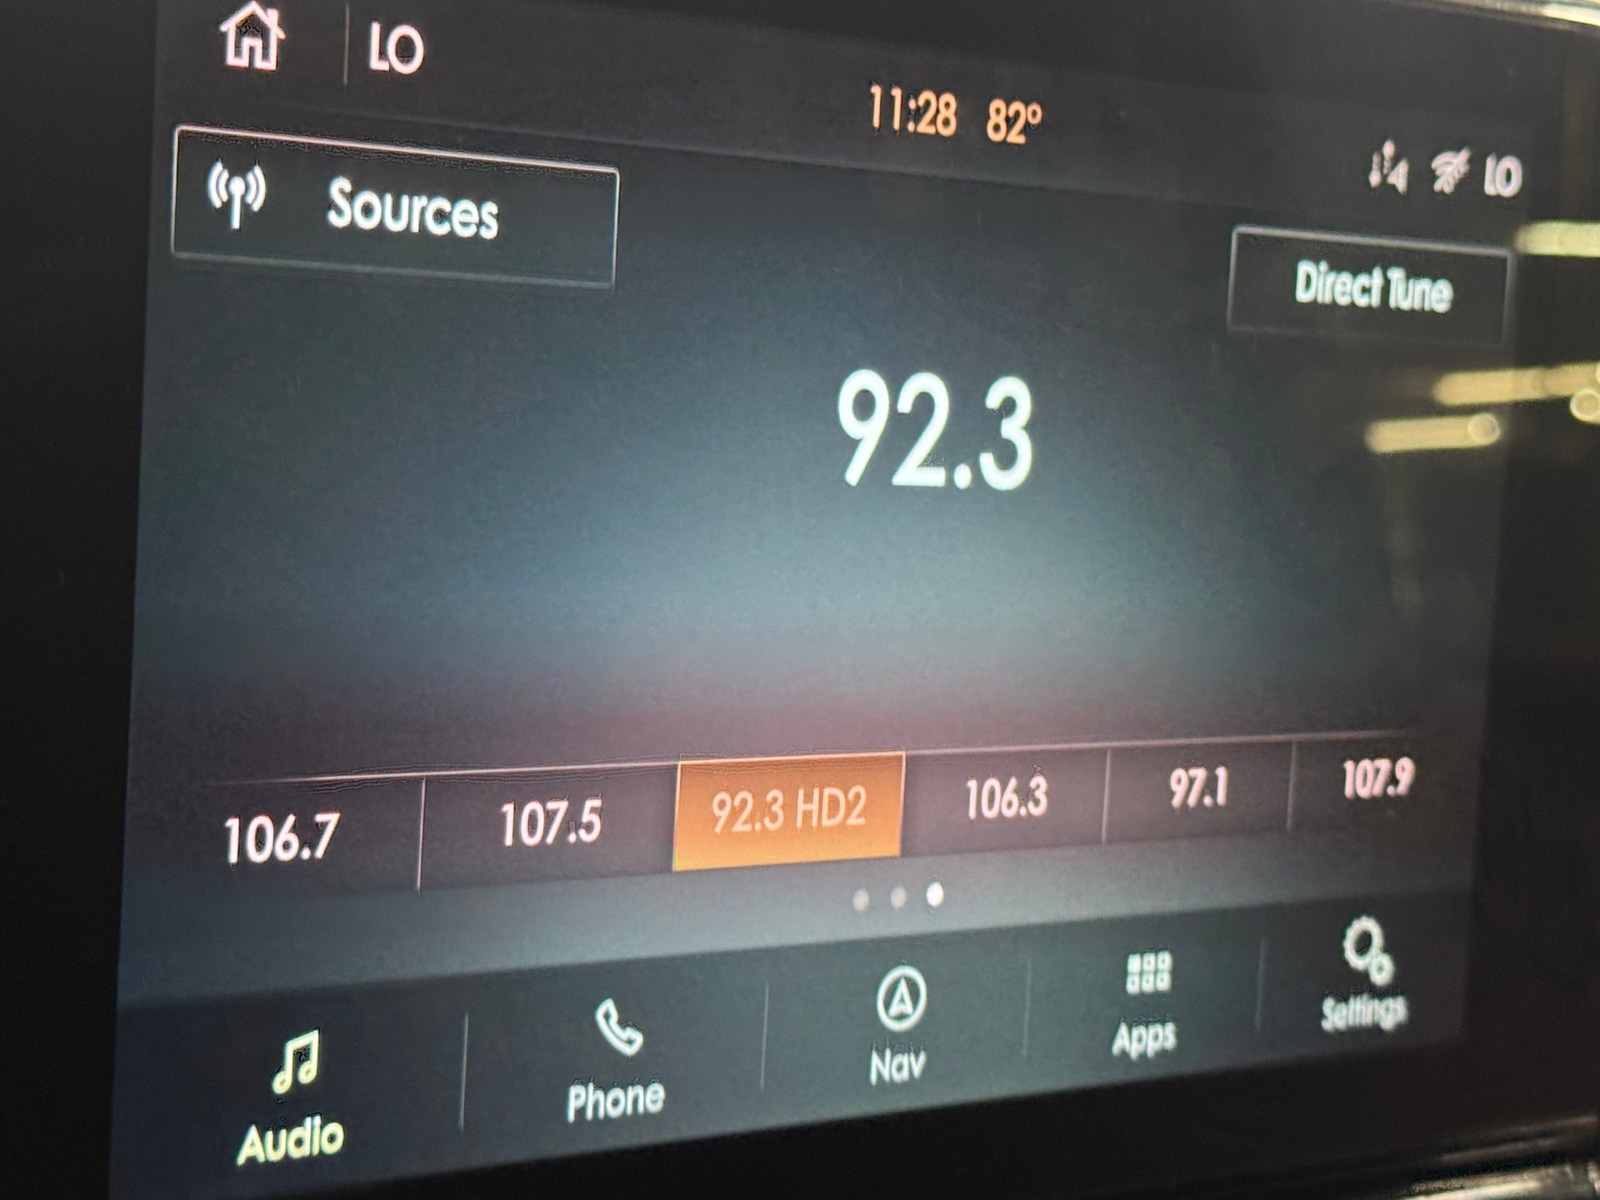 LO
11:28 82°
LO
Sources
Direct Tune
92.3
106.7
107.5
92.3 HD2
106.3
97.1
107.9
Audio
Phone
Nav
Apps
Settings